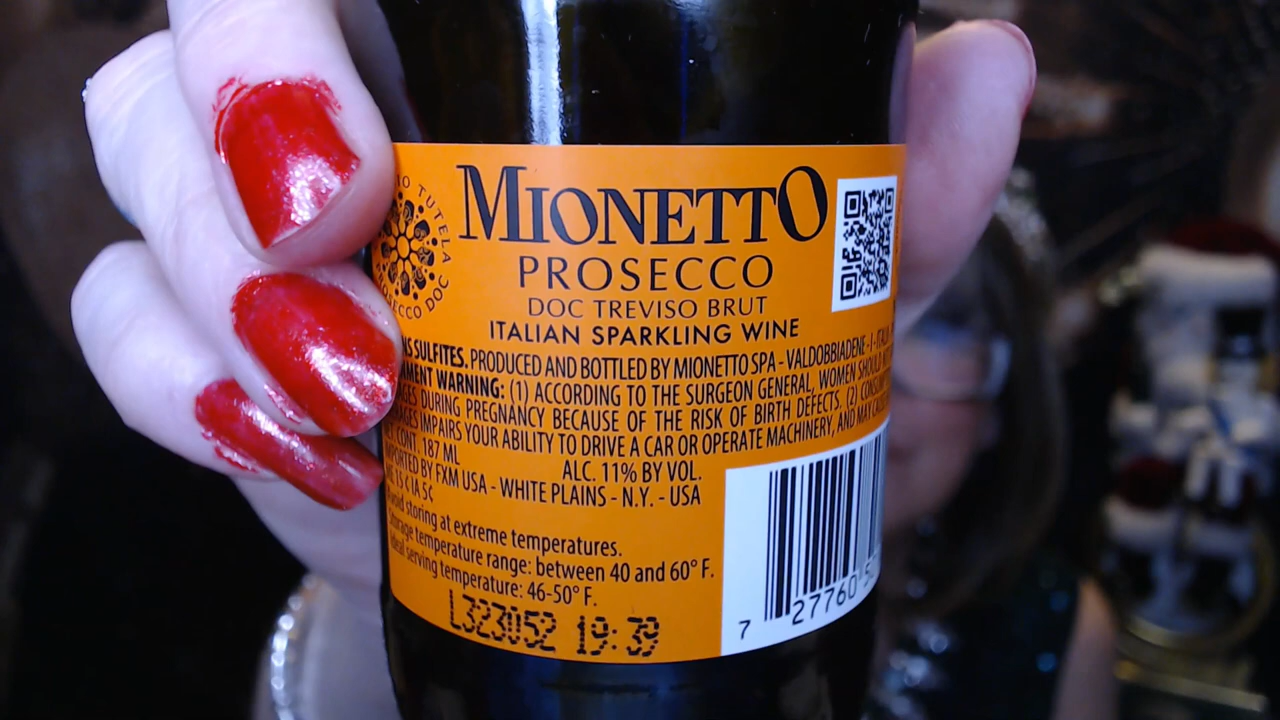 MIONETTO
PROSECCO
DOC TREVISO BRUT
ITALIAN SPARKLING WINE
TUTELA
DOC
SULFITES. PRODUCED AND BOTTLED BY MIONETTO SPA - VALDOBBIADENE - I -
WARNING: (1) ACCORDING TO THE SURGEON GENERAL, WOMEN SHOULD
DURING PREGNANCY BECAUSE OF THE RISK OF BIRTH DEFECTS. (2)
IMPAIRS YOUR ABILITY TO DRIVE A CAR OR OPERATE MACHINERY, AND MAY
CONT. 187 ML ALC. 11% BY VOL.
BY FXM USA - WHITE PLAINS - N.Y. - USA
storing at extreme temperatures.
temperature range: between 40 and 60° F.
serving temperature: 46-50° F.
L323052 19:39
7 27760